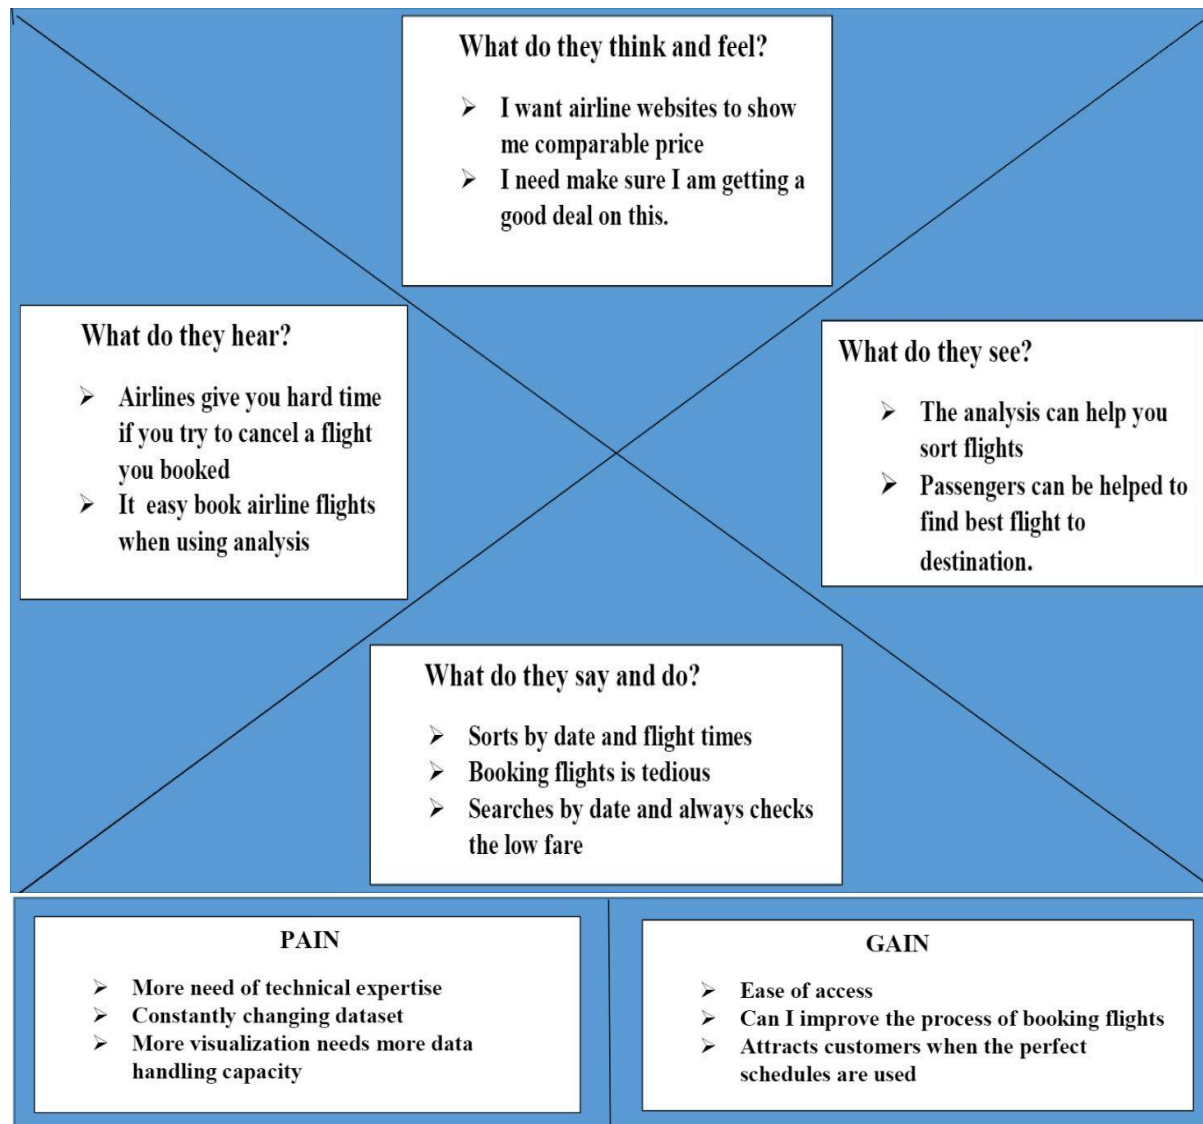 What do they think and feel?
➢ I want airline websites to show
me comparable price
➢ I need make sure I am getting a
good deal on this.
What do they hear?
➢ Airlines give you hard time
if you try to cancel a flight
you booked
➢ It easy book airline flights
when using analysis
What do they see?
➢ The analysis can help you
sort flights
➢ Passengers can be helped to
find best flight to
destination.
What do they say and do?
➢ Sorts by date and flight times
➢ Booking flights is tedious
➢ Searches by date and always checks
the low fare
PAIN
➢ More need of technical expertise
➢ Constantly changing dataset
➢ More visualization needs more data
handling capacity
GAIN
➢ Ease of access
➢ Can I improve the process of booking flights
➢ Attracts customers when the perfect
schedules are used